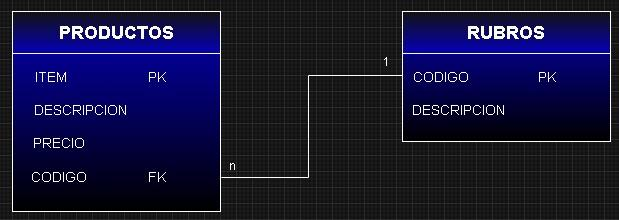 PRODUCTOS
ITEM PK
DESCRIPCION
PRECIO
CODIGO FK
n
1
RUBROS
CODIGO PK
DESCRIPCION